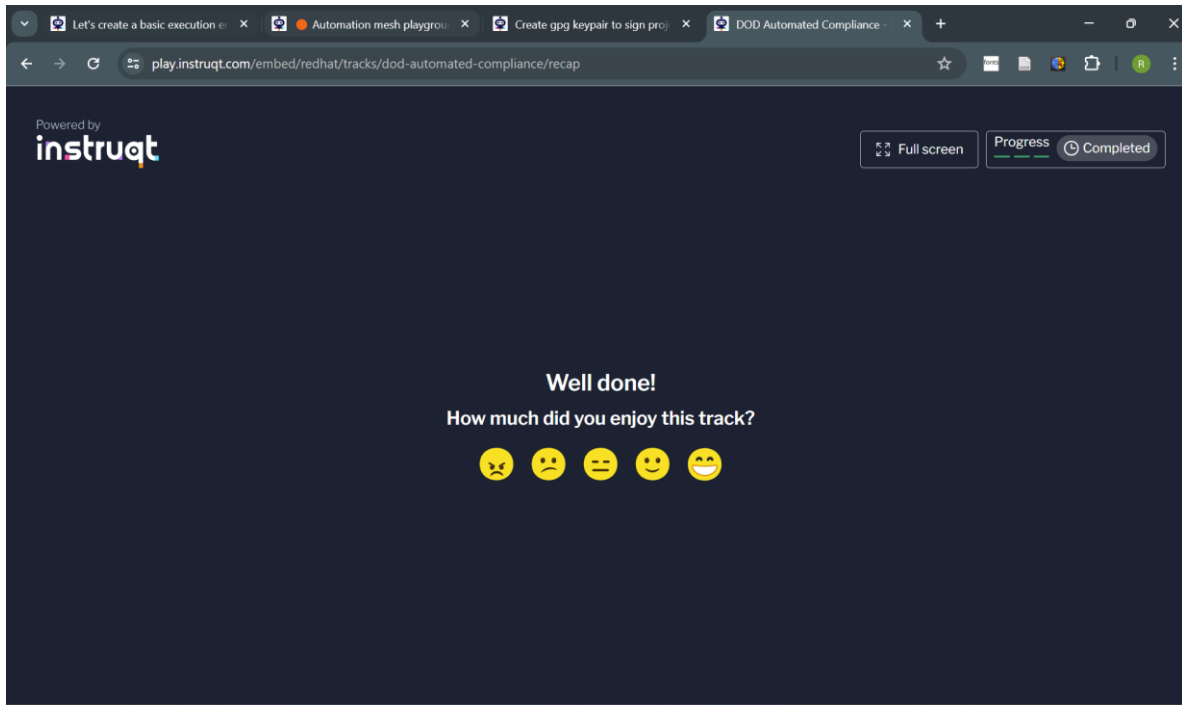 Let's create a basic execution e
Automation mesh playgrou
Create gpg keypair to sign proj
DOD Automated Compliance -
play.instruqt.com/embed/redhat/tracks/dod-automated-compliance/recap
fonts
R
Powered by
instruqt
Full screen
Progress
Completed
Well done!
How much did you enjoy this track?